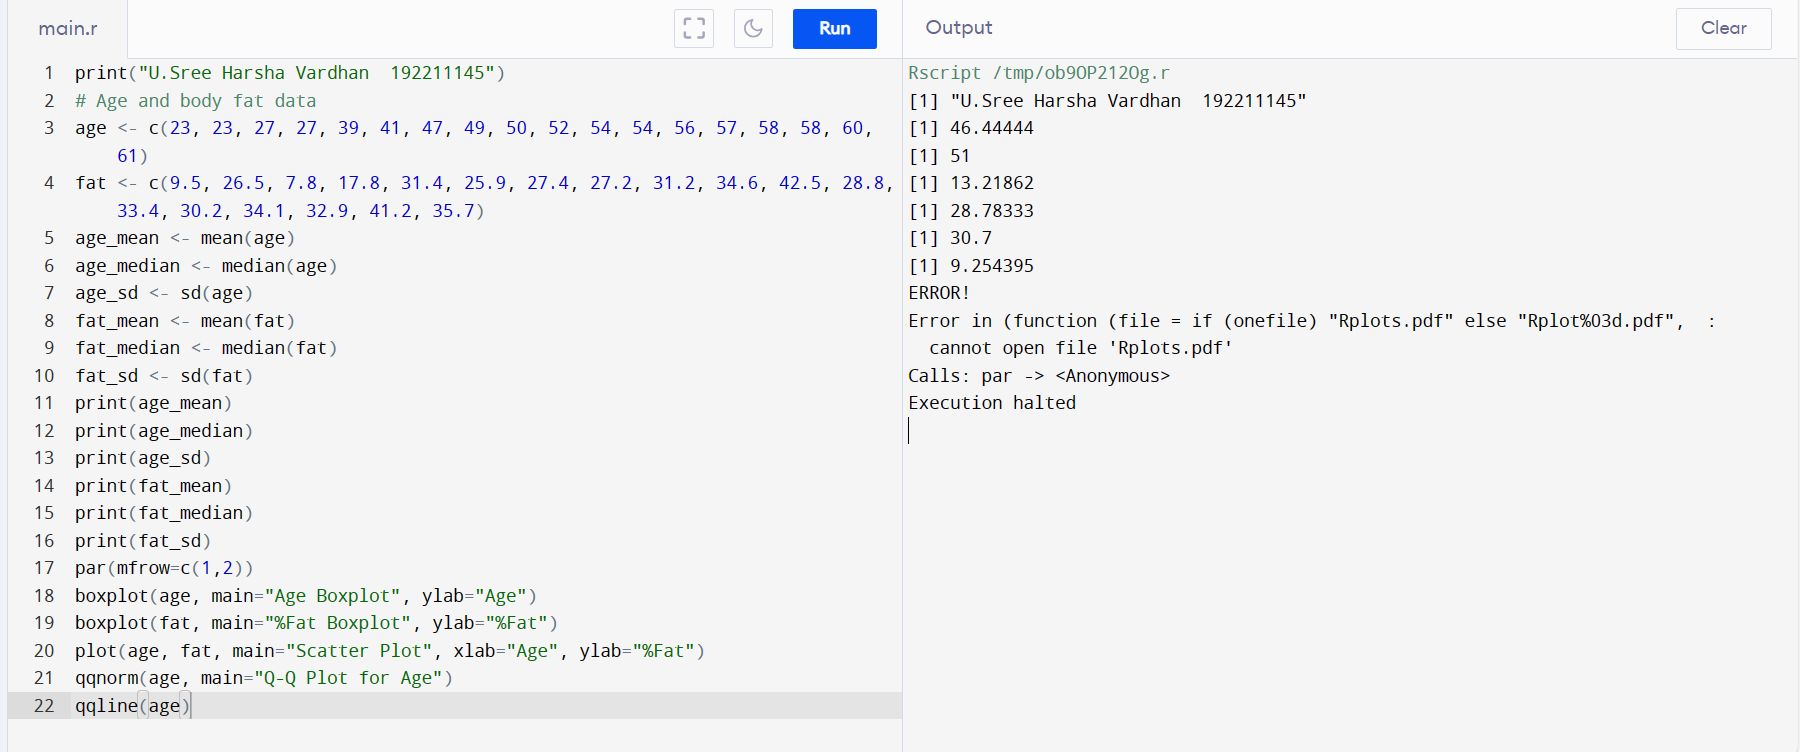 main.r
Run
1 print("U.Sree Harsha Vardhan  192211145")
2 # Age and body fat data
3 age <- c(23, 23, 27, 27, 39, 41, 47, 49, 50, 52, 54, 54, 56, 57, 58, 58, 60,
61)
4 fat <- c(9.5, 26.5, 7.8, 17.8, 31.4, 25.9, 27.4, 27.2, 31.2, 34.6, 42.5, 28.8,
33.4, 30.2, 34.1, 32.9, 41.2, 35.7)
5 age_mean <- mean(age)
6 age_median <- median(age)
7 age_sd <- sd(age)
8 fat_mean <- mean(fat)
9 fat_median <- median(fat)
10 fat_sd <- sd(fat)
11 print(age_mean)
12 print(age_median)
13 print(age_sd)
14 print(fat_mean)
15 print(fat_median)
16 print(fat_sd)
17 par(mfrow=c(1,2))
18 boxplot(age, main="Age Boxplot", ylab="Age")
19 boxplot(fat, main="%Fat Boxplot", ylab="%Fat")
20 plot(age, fat, main="Scatter Plot", xlab="Age", ylab="%Fat")
21 qqnorm(age, main="Q-Q Plot for Age")
22 qqline(age)
Output
Clear
Rscript /tmp/ob9OP212Og.r
[1] "U.Sree Harsha Vardhan  192211145"
[1] 46.44444
[1] 51
[1] 13.21862
[1] 28.78333
[1] 30.7
[1] 9.254395
ERROR!
Error in (function (file = if (onefile) "Rplots.pdf" else "Rplot%03d.pdf",  :
cannot open file 'Rplots.pdf'
Calls: par -> <Anonymous>
Execution halted